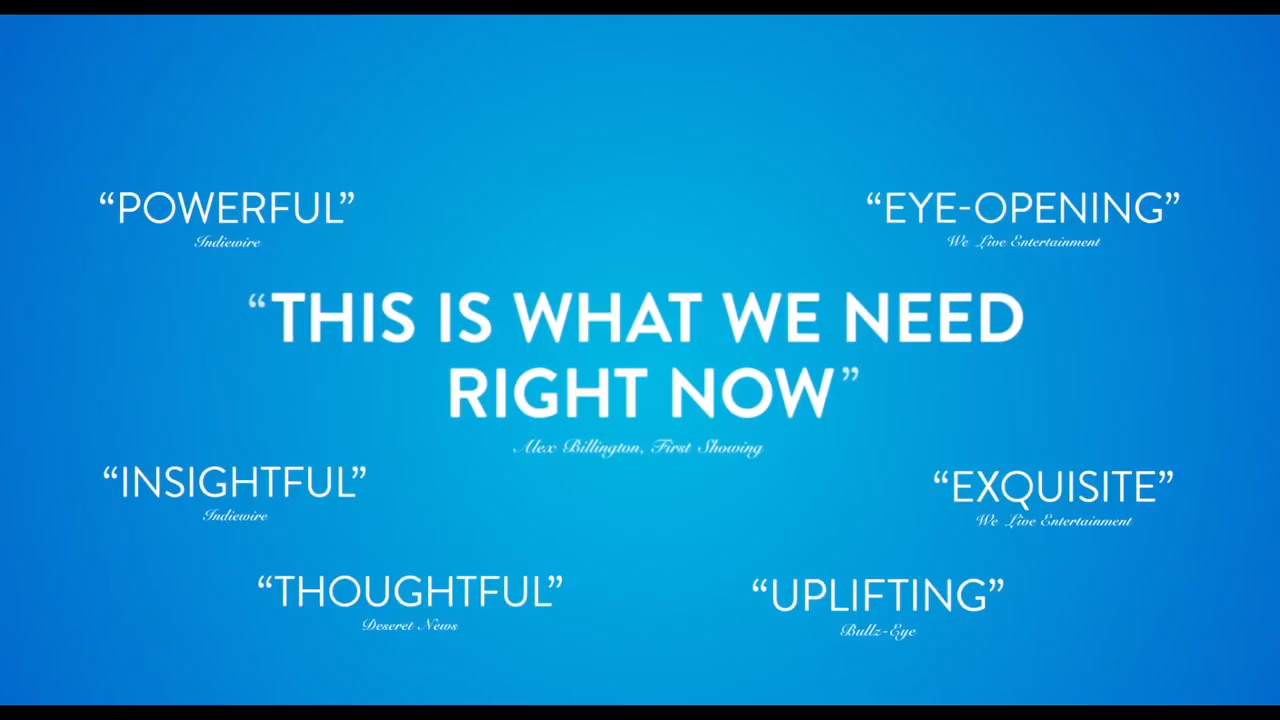 “POWERFUL”
Indiewire
“EYE-OPENING”
We Live Entertainment
“THIS IS WHAT WE NEED
RIGHT NOW”
Alex Billington, First Showing
“INSIGHTFUL”
Indiewire
“EXQUISITE”
We Live Entertainment
“THOUGHTFUL”
Deseret News
“UPLIFTING”
Bullz-Eye